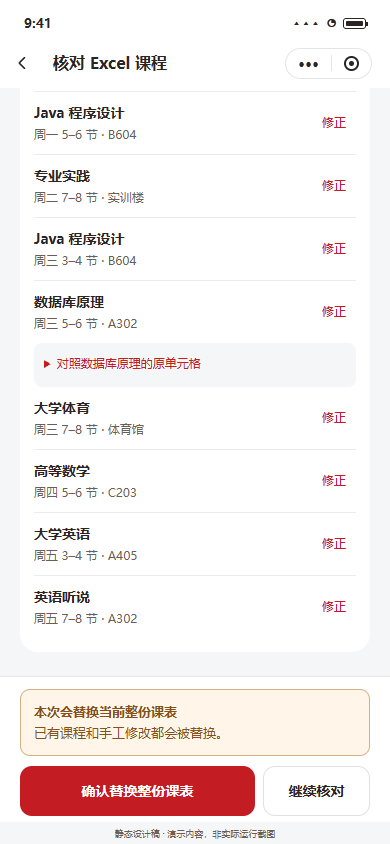 9:41
核对 Excel 课程
Java 程序设计
周一 5–6 节 · B604
修正
专业实践
周二 7–8 节 · 实训楼
修正
Java 程序设计
周三 3–4 节 · B604
修正
数据库原理
周三 5–6 节 · A302
修正
▶ 对照数据库原理的原单元格
大学体育
周三 7–8 节 · 体育馆
修正
高等数学
周四 5–6 节 · C203
修正
大学英语
周五 3–4 节 · A405
修正
英语听说
周五 7–8 节 · A302
修正
本次会替换当前整份课表
已有课程和手工修改都会被替换。
确认替换整份课表
继续核对
静态设计稿 · 演示内容，非实际运行截图